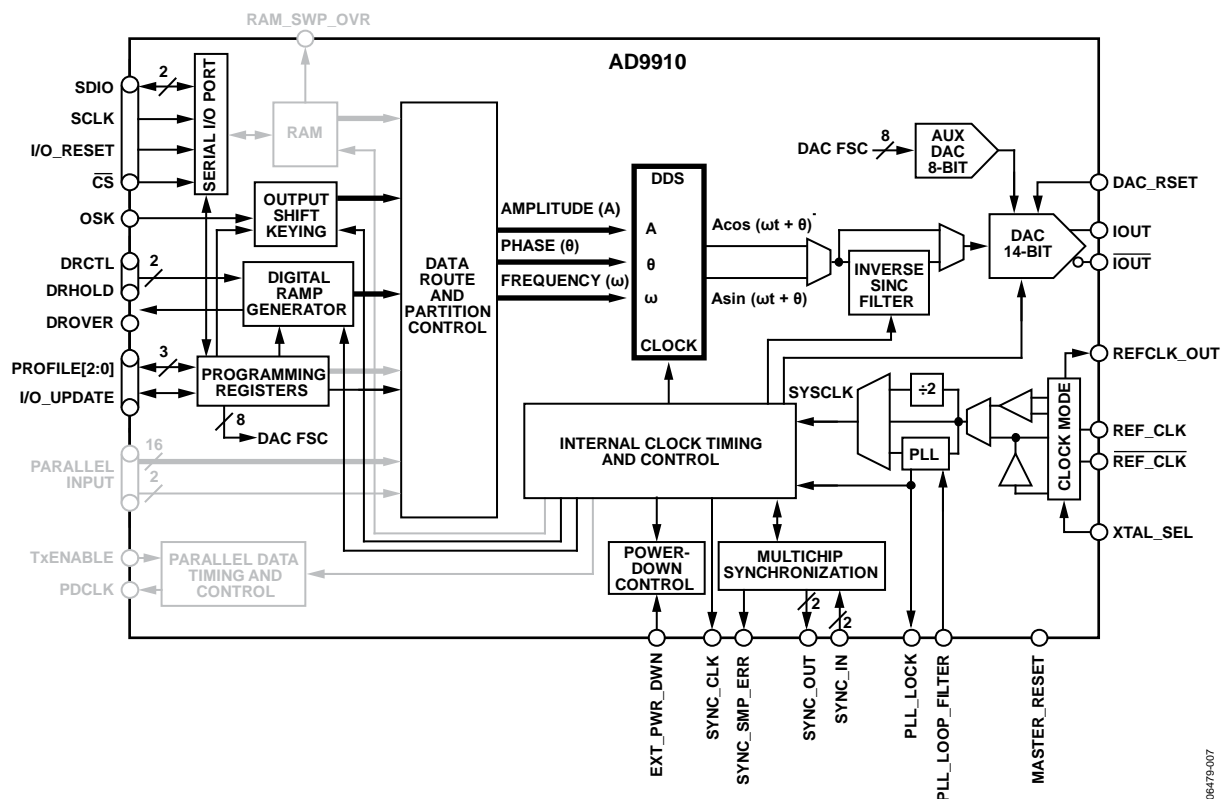 RAM_SWP_OVR
AD9910
SDIO
2
SCLK
I/O_RESET
CS
SERIAL I/O PORT
RAM
OSK
OUTPUT
SHIFT
KEYING
DRCTL
2
DRHOLD
DROVER
DIGITAL
RAMP
GENERATOR
PROFILE[2:0]
3
I/O_UPDATE
PROGRAMMING
REGISTERS
8
DAC FSC
PARALLEL
INPUT
16
2
TxENABLE
PDCLK
PARALLEL DATA
TIMING AND
CONTROL
DATA
ROUTE
AND
PARTITION
CONTROL
AMPLITUDE (A)
PHASE (θ)
FREQUENCY (ω)
DDS
A
θ
ω
CLOCK
Acos (ωt + θ)
Asin (ωt + θ)
INVERSE
SINC
FILTER
DAC FSC
8
AUX
DAC
8-BIT
DAC
14-BIT
DAC_RSET
IOUT
IOUT
REFCLK_OUT
REF_CLK
REF_CLK
XTAL_SEL
CLOCK MODE
SYSCLK
÷2
PLL
INTERNAL CLOCK TIMING
AND CONTROL
POWER-
DOWN
CONTROL
MULTICHIP
SYNCHRONIZATION
2
2
EXT_PWR_DWN
SYNC_CLK
SYNC_SMP_ERR
SYNC_OUT
SYNC_IN
PLL_LOCK
PLL_LOOP_FILTER
MASTER_RESET
06479-007